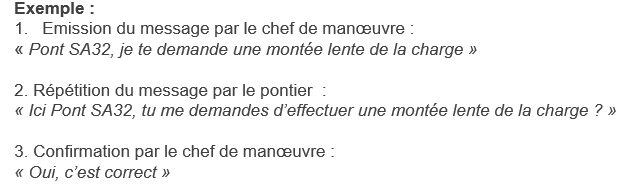 Exemple :
1. Emission du message par le chef de manœuvre :
« Pont SA32, je te demande une montée lente de la charge »
2. Répétition du message par le pontier :
« Ici Pont SA32, tu me demandes d’effectuer une montée lente de la charge ? »
3. Confirmation par le chef de manœuvre :
« Oui, c’est correct »